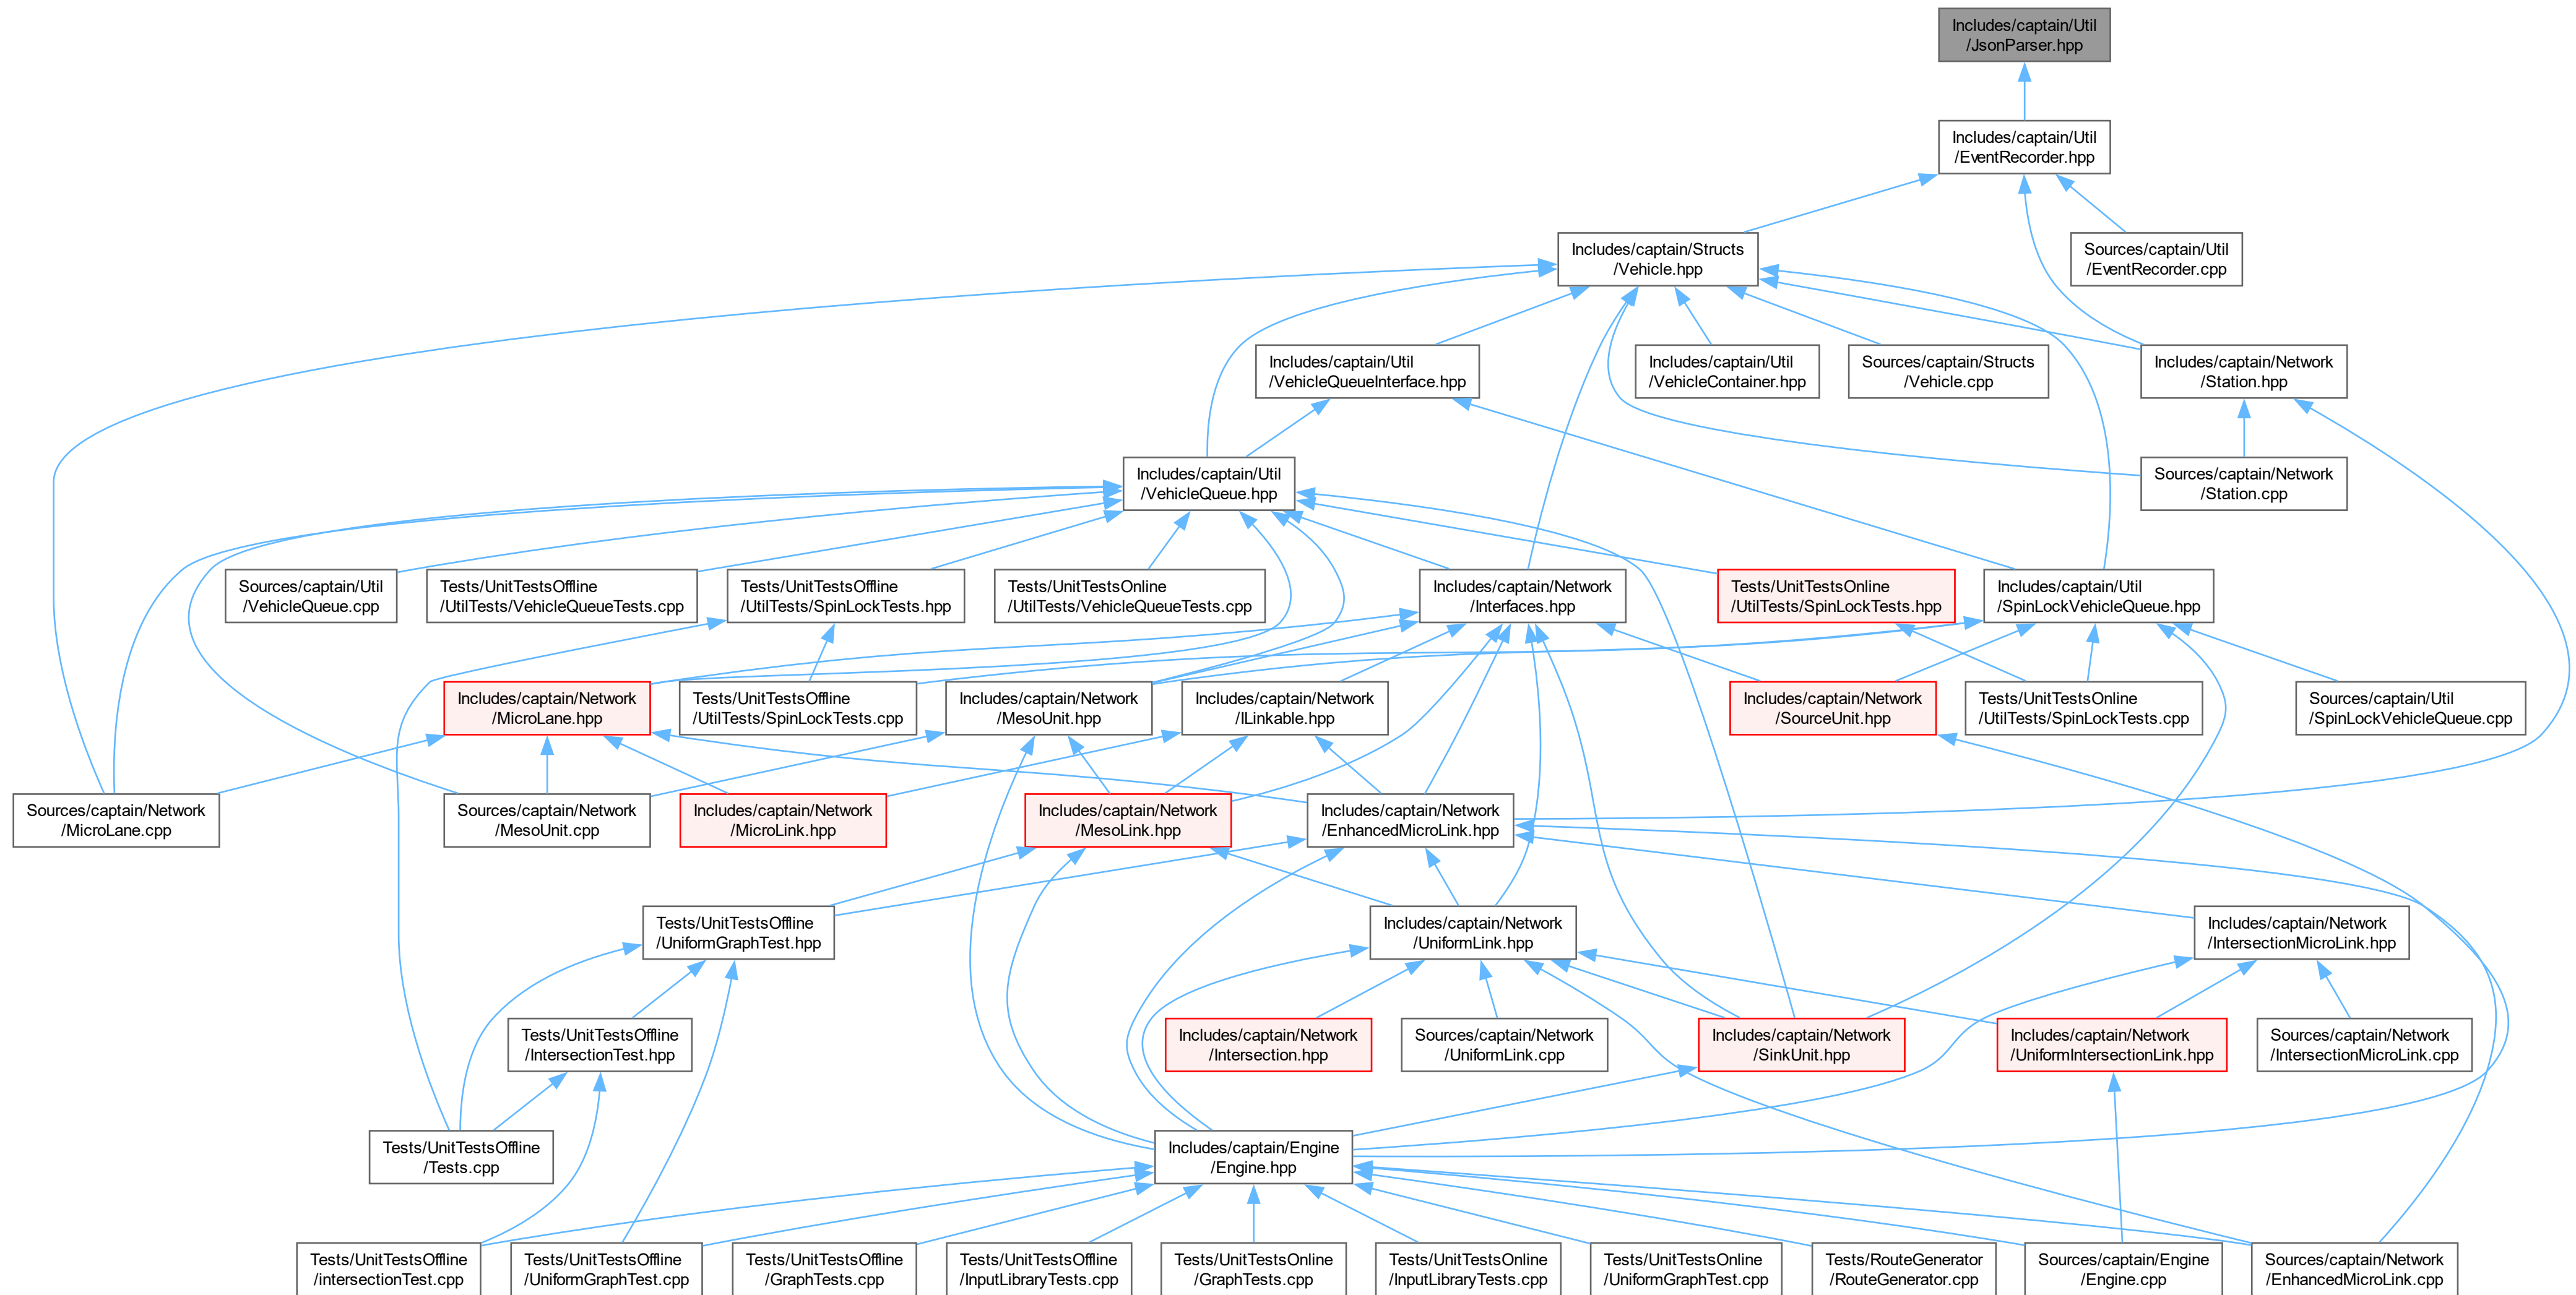 Includes/captain/Util
/JsonParser.hpp
Includes/captain/Util
/EventRecorder.hpp
Includes/captain/Structs
/Vehicle.hpp
Sources/captain/Util
/EventRecorder.cpp
Includes/captain/Util
/VehicleQueueInterface.hpp
Includes/captain/Util
/VehicleContainer.hpp
Sources/captain/Structs
/Vehicle.cpp
Includes/captain/Network
/Station.hpp
Includes/captain/Util
/VehicleQueue.hpp
Sources/captain/Network
/Station.cpp
Sources/captain/Util
/VehicleQueue.cpp
Tests/UnitTestsOffline
/UtilTests/VehicleQueueTests.cpp
Tests/UnitTestsOffline
/UtilTests/SpinLockTests.hpp
Tests/UnitTestsOnline
/UtilTests/VehicleQueueTests.cpp
Includes/captain/Network
/Interfaces.hpp
Tests/UnitTestsOnline
/UtilTests/SpinLockTests.hpp
Includes/captain/Util
/SpinLockVehicleQueue.hpp
Includes/captain/Network
/MicroLane.hpp
Tests/UnitTestsOffline
/UtilTests/SpinLockTests.cpp
Includes/captain/Network
/MesoUnit.hpp
Includes/captain/Network
/ILinkable.hpp
Includes/captain/Network
/SourceUnit.hpp
Tests/UnitTestsOnline
/UtilTests/SpinLockTests.cpp
Sources/captain/Util
/SpinLockVehicleQueue.cpp
Sources/captain/Network
/MicroLane.cpp
Sources/captain/Network
/MesoUnit.cpp
Includes/captain/Network
/MicroLink.hpp
Includes/captain/Network
/MesoLink.hpp
Includes/captain/Network
/EnhancedMicroLink.hpp
Tests/UnitTestsOffline
/UniformGraphTest.hpp
Includes/captain/Network
/UniformLink.hpp
Includes/captain/Network
/IntersectionMicroLink.hpp
Tests/UnitTestsOffline
/IntersectionTest.hpp
Includes/captain/Network
/Intersection.hpp
Sources/captain/Network
/UniformLink.cpp
Includes/captain/Network
/SinkUnit.hpp
Includes/captain/Network
/UniformIntersectionLink.hpp
Sources/captain/Network
/IntersectionMicroLink.cpp
Tests/UnitTestsOffline
/Tests.cpp
Includes/captain/Engine
/Engine.hpp
Tests/UnitTestsOffline
/intersectionTest.cpp
Tests/UnitTestsOffline
/UniformGraphTest.cpp
Tests/UnitTestsOffline
/GraphTests.cpp
Tests/UnitTestsOffline
/InputLibraryTests.cpp
Tests/UnitTestsOnline
/GraphTests.cpp
Tests/UnitTestsOnline
/InputLibraryTests.cpp
Tests/UnitTestsOnline
/UniformGraphTest.cpp
Tests/RouteGenerator
/RouteGenerator.cpp
Sources/captain/Engine
/Engine.cpp
Sources/captain/Network
/EnhancedMicroLink.cpp